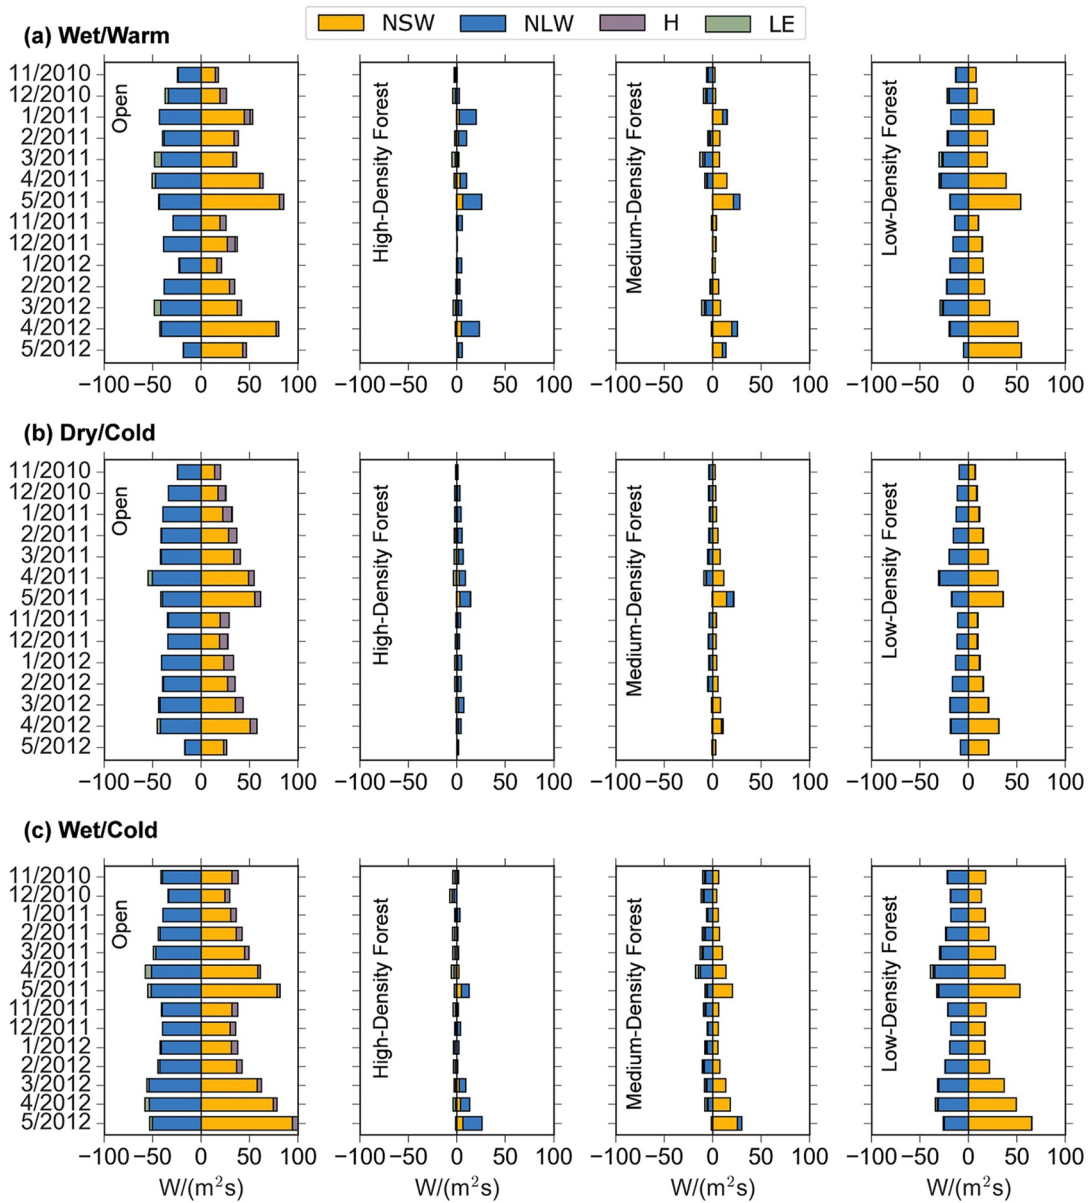 NSW NLW H LE
(a) Wet/Warm
11/2010
12/2010
1/2011
2/2011
3/2011
4/2011
5/2011
11/2011
12/2011
1/2012
2/2012
3/2012
4/2012
5/2012
Open
High-Density Forest
Medium-Density Forest
Low-Density Forest
−100 −50 0 50 100 −100 −50 0 50 100 −100 −50 0 50 100 −100 −50 0 50 100
(b) Dry/Cold
11/2010
12/2010
1/2011
2/2011
3/2011
4/2011
5/2011
11/2011
12/2011
1/2012
2/2012
3/2012
4/2012
5/2012
Open
High-Density Forest
Medium-Density Forest
Low-Density Forest
−100 −50 0 50 100 −100 −50 0 50 100 −100 −50 0 50 100 −100 −50 0 50 100
(c) Wet/Cold
11/2010
12/2010
1/2011
2/2011
3/2011
4/2011
5/2011
11/2011
12/2011
1/2012
2/2012
3/2012
4/2012
5/2012
Open
High-Density Forest
Medium-Density Forest
Low-Density Forest
−100 −50 0 50 100 −100 −50 0 50 100 −100 −50 0 50 100 −100 −50 0 50 100
W/(m²s) W/(m²s) W/(m²s) W/(m²s)